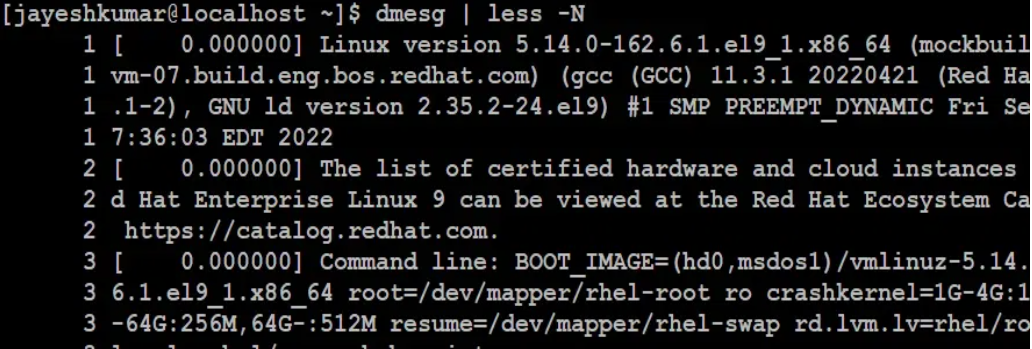 [jayeshkumar@localhost ~]$ dmesg | less -N
1 [    0.000000] Linux version 5.14.0-162.6.1.el9_1.x86_64 (mockbuil
1 vm-07.build.eng.bos.redhat.com) (gcc (GCC) 11.3.1 20220421 (Red Ha
1 .1-2), GNU ld version 2.35.2-24.el9) #1 SMP PREEMPT_DYNAMIC Fri Se
1 7:36:03 EDT 2022
2 [    0.000000] The list of certified hardware and cloud instances
2 d Hat Enterprise Linux 9 can be viewed at the Red Hat Ecosystem Ca
2  https://catalog.redhat.com.
3 [    0.000000] Command line: BOOT_IMAGE=(hd0,msdos1)/vmlinuz-5.14.
3 6.1.el9_1.x86_64 root=/dev/mapper/rhel-root ro crashkernel=1G-4G:1
3 -64G:256M,64G-:512M resume=/dev/mapper/rhel-swap rd.lvm.lv=rhel/ro